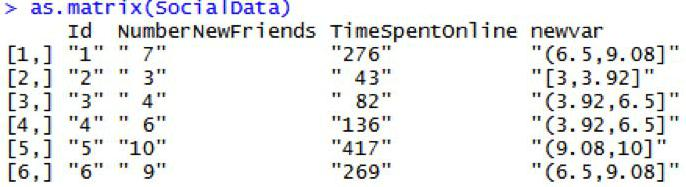 > as.matrix(SocialData)
Id NumberNewFriends TimeSpentOnline newvar
[1,] "1" " 7" "276" "(6.5,9.08]"
[2,] "2" " 3" " 43" "[3,3.92]"
[3,] "3" " 4" " 82" "(3.92,6.5]"
[4,] "4" " 6" "136" "(3.92,6.5]"
[5,] "5" "10" "417" "(9.08,10]"
[6,] "6" " 9" "269" "(6.5,9.08]"